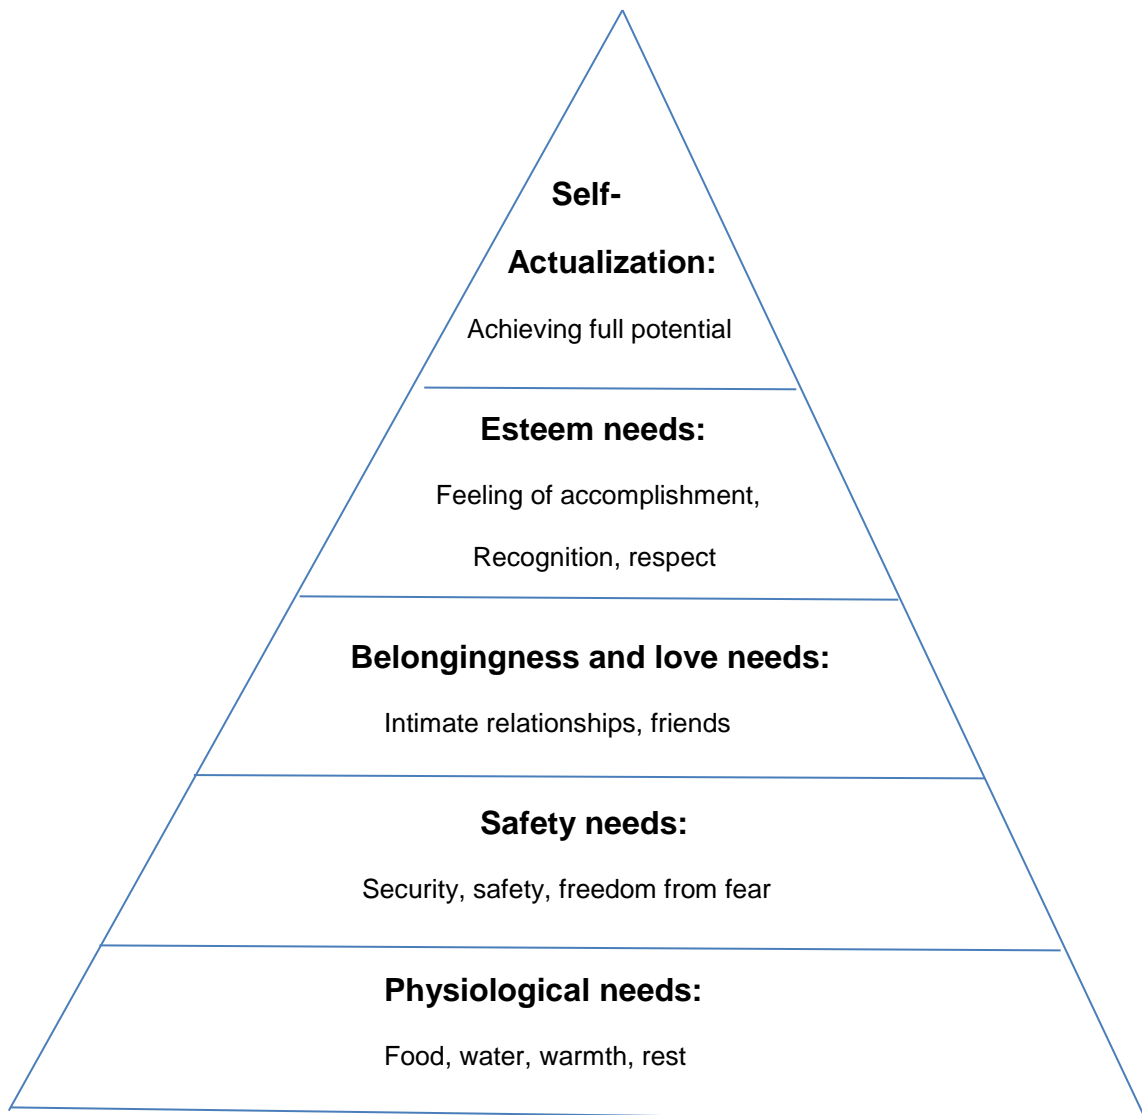 Self-
Actualization:
Achieving full potential
Esteem needs:
Feeling of accomplishment,
Recognition, respect
Belongingness and love needs:
Intimate relationships, friends
Safety needs:
Security, safety, freedom from fear
Physiological needs:
Food, water, warmth, rest